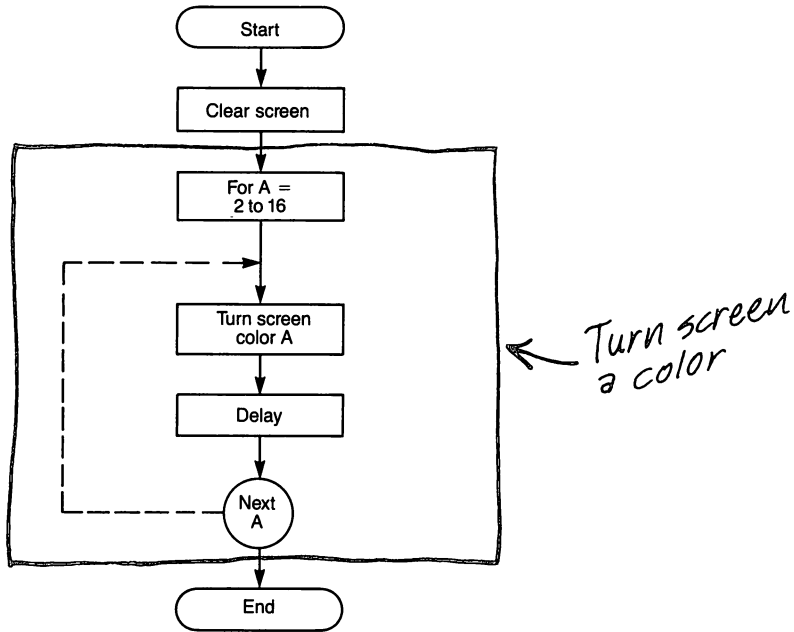 Start
Clear screen
For A =
2 to 16
Turn screen
color A
Delay
Next
A
End
Turn screen
a color